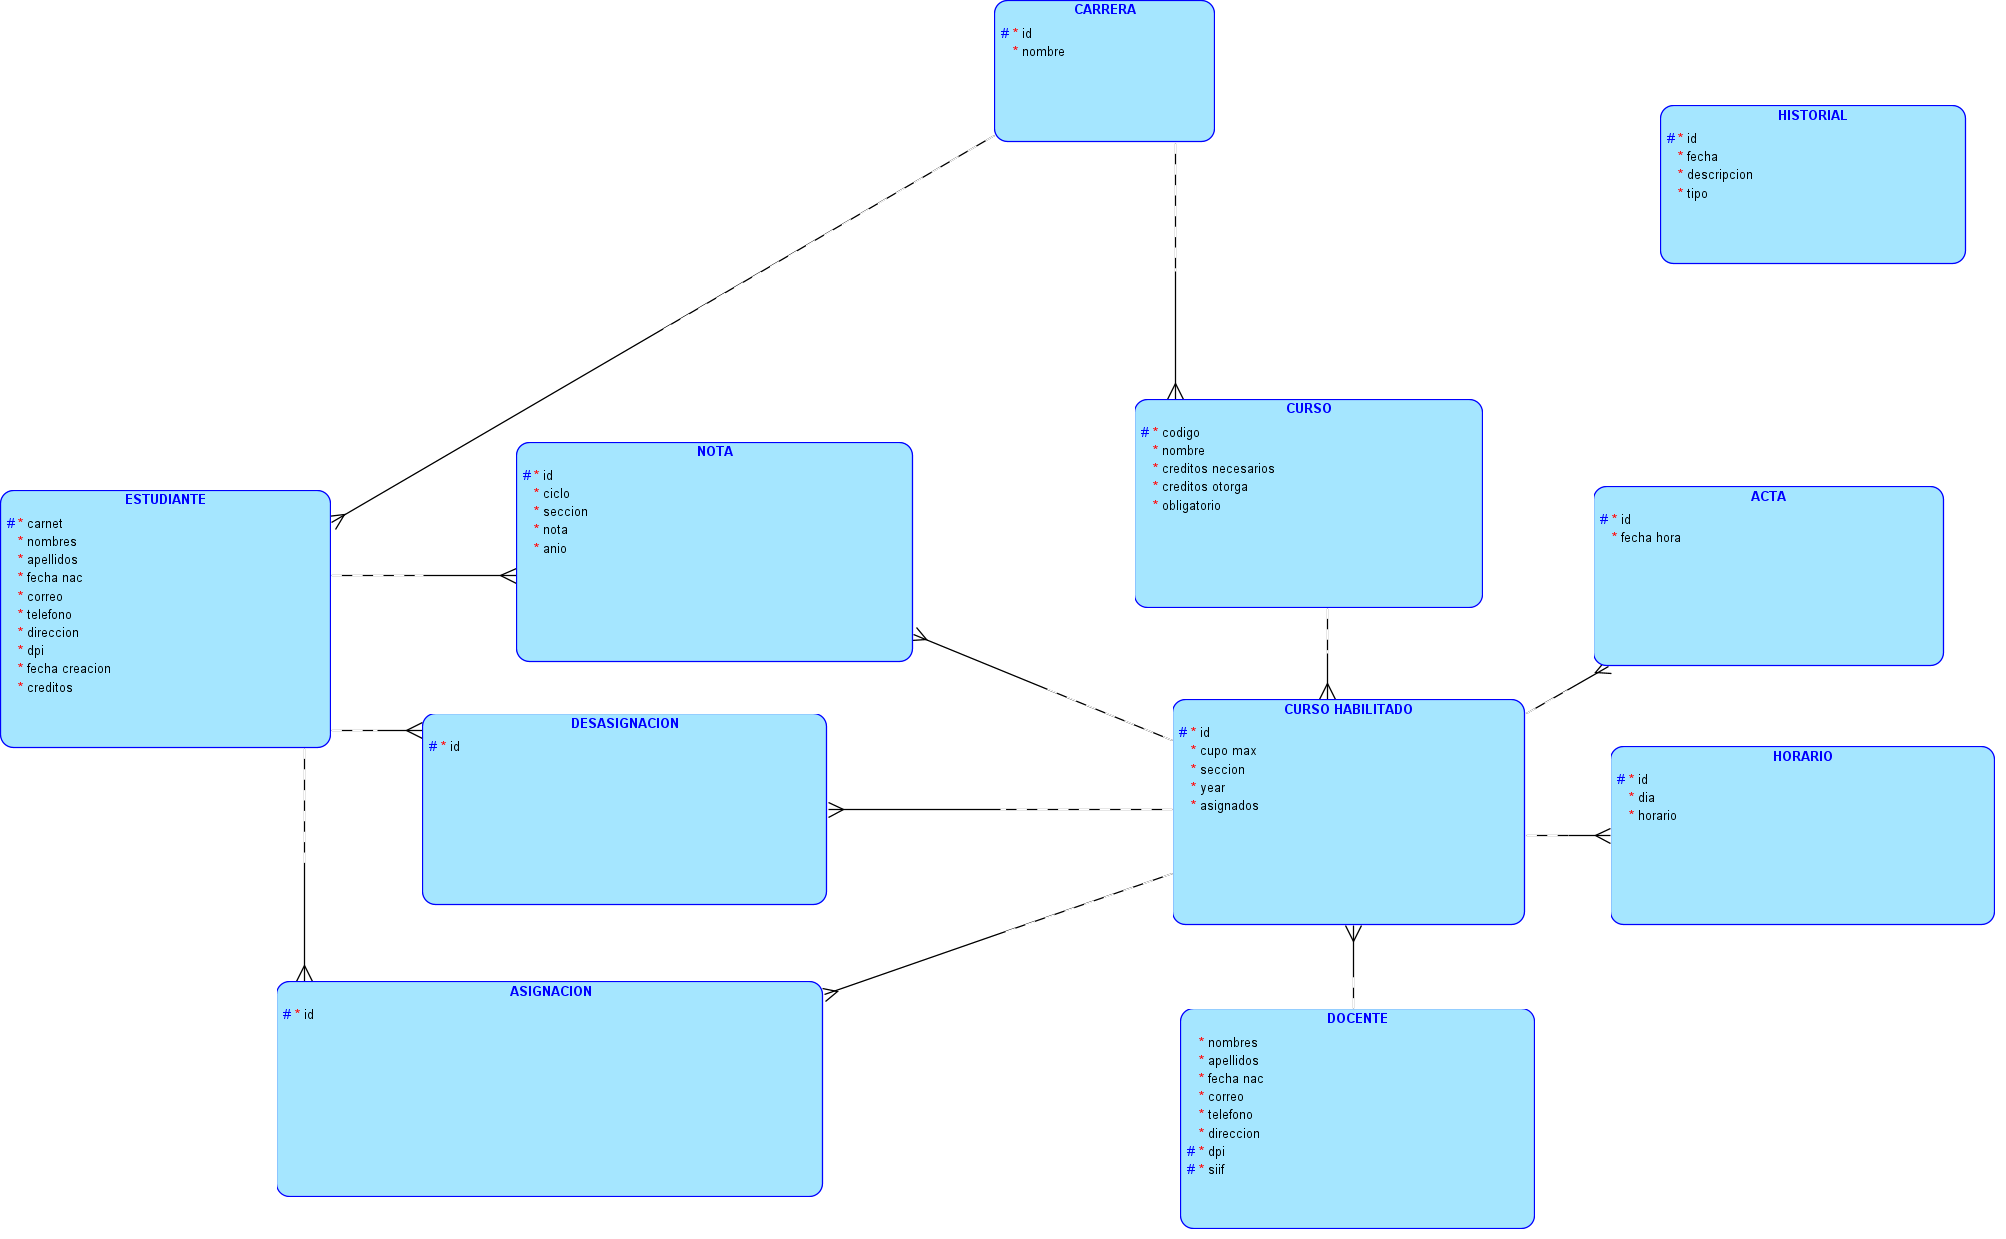 CARRERA
# * id
* nombre
HISTORIAL
# * id
* fecha
* descripcion
* tipo
CURSO
# * codigo
* nombre
* creditos necesarios
* creditos otorga
* obligatorio
NOTA
# * id
* ciclo
* seccion
* nota
* anio
ESTUDIANTE
# * carnet
* nombres
* apellidos
* fecha nac
* correo
* telefono
* direccion
* dpi
* fecha creacion
* creditos
ACTA
# * id
* fecha hora
DESASIGNACION
# * id
CURSO HABILITADO
# * id
* cupo max
* seccion
* year
* asignados
HORARIO
# * id
* dia
* horario
ASIGNACION
# * id
DOCENTE
* nombres
* apellidos
* fecha nac
* correo
* telefono
* direccion
# * dpi
# * siif